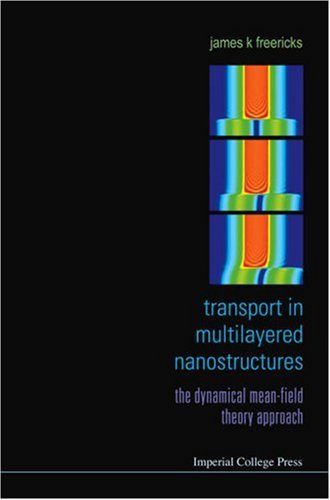 james k freericks
transport in
multilayered
nanostructures
the dynamical mean-field
theory approach
Imperial College Press